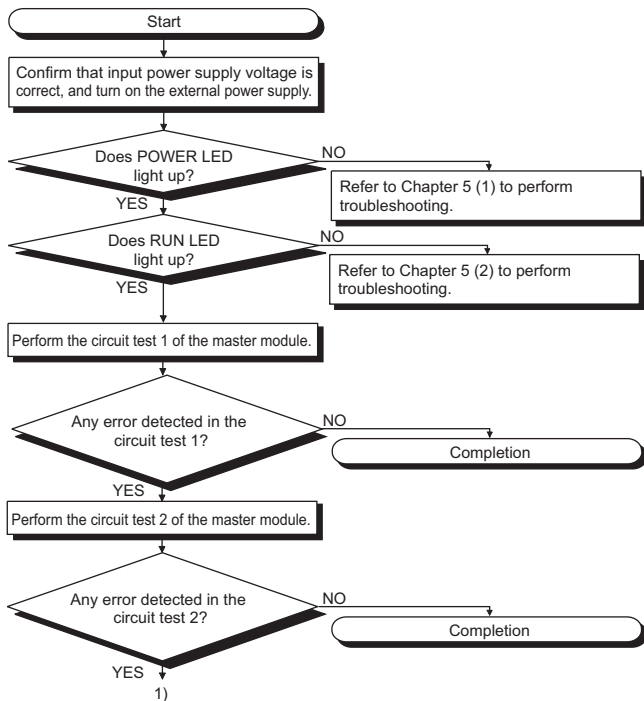 Start
Confirm that input power supply voltage is
correct, and turn on the external power supply.
Does POWER LED
light up?
NO
Refer to Chapter 5 (1) to perform
troubleshooting.
YES
Does RUN LED
light up?
NO
Refer to Chapter 5 (2) to perform
troubleshooting.
YES
Perform the circuit test 1 of the master module.
Any error detected in the
circuit test 1?
NO
Completion
YES
Perform the circuit test 2 of the master module.
Any error detected in the
circuit test 2?
NO
Completion
YES
1)